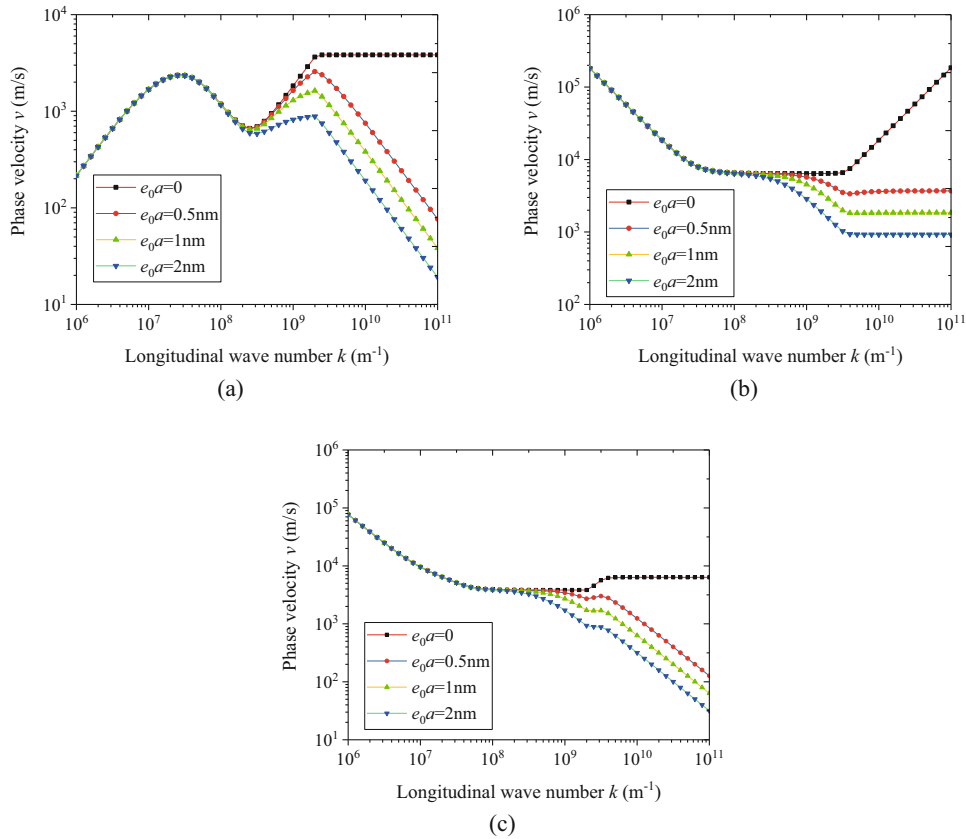 10⁴
10³
10²
10¹
Phase velocity v (m/s)
e₀a=0
e₀a=0.5nm
e₀a=1nm
e₀a=2nm
10⁶ 10⁷ 10⁸ 10⁹ 10¹⁰ 10¹¹
Longitudinal wave number k (m⁻¹)
(a)
10⁶
10⁵
10⁴
10³
10²
Phase velocity v (m/s)
e₀a=0
e₀a=0.5nm
e₀a=1nm
e₀a=2nm
10⁶ 10⁷ 10⁸ 10⁹ 10¹⁰ 10¹¹
Longitudinal wave number k (m⁻¹)
(b)
10⁶
10⁵
10⁴
10³
10²
10¹
Phase velocity v (m/s)
e₀a=0
e₀a=0.5nm
e₀a=1nm
e₀a=2nm
10⁶ 10⁷ 10⁸ 10⁹ 10¹⁰ 10¹¹
Longitudinal wave number k (m⁻¹)
(c)